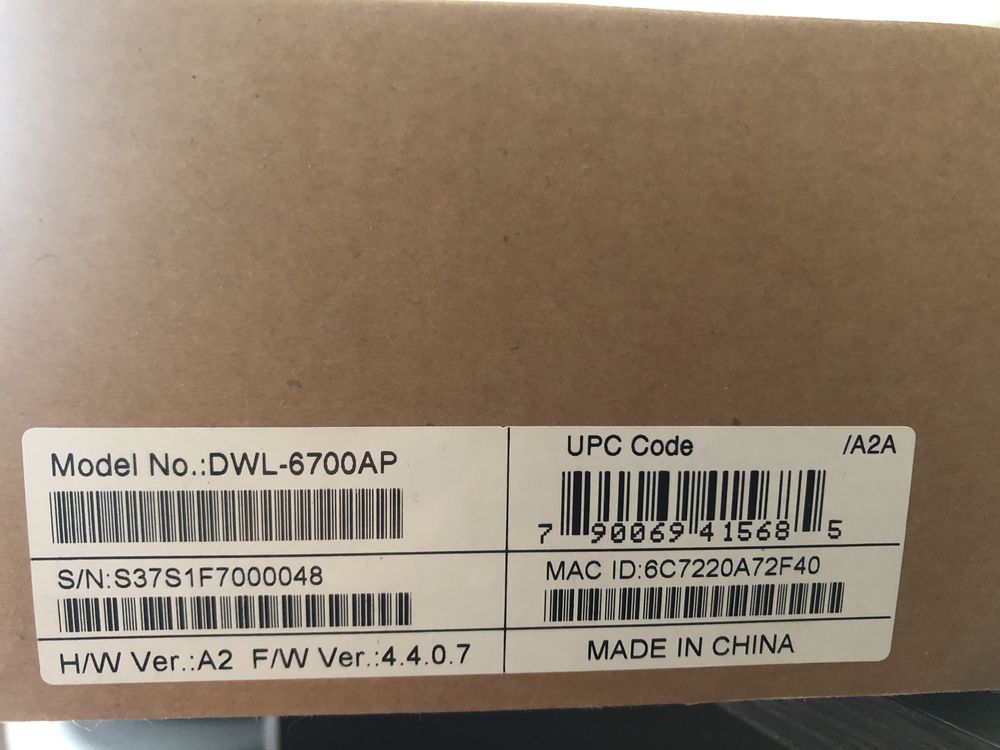 Model No.:DWL-6700AP
S/N:S37S1F7000048
H/W Ver.:A2 F/W Ver.:4.4.0.7
UPC Code /A2A
7 90069 41568 5
MAC ID:6C7220A72F40
MADE IN CHINA